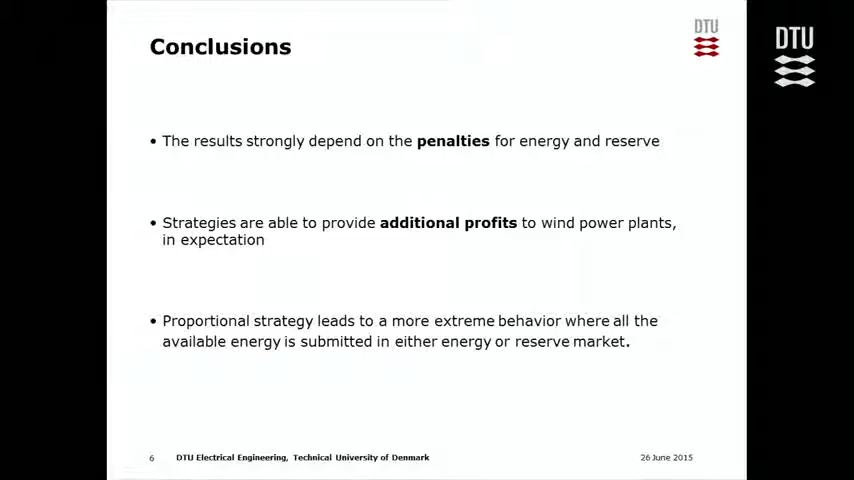 Conclusions
DTU
DTU
• The results strongly depend on the penalties for energy and reserve
• Strategies are able to provide additional profits to wind power plants,
in expectation
• Proportional strategy leads to a more extreme behavior where all the
available energy is submitted in either energy or reserve market.
6 DTU Electrical Engineering, Technical University of Denmark 26 June 2015